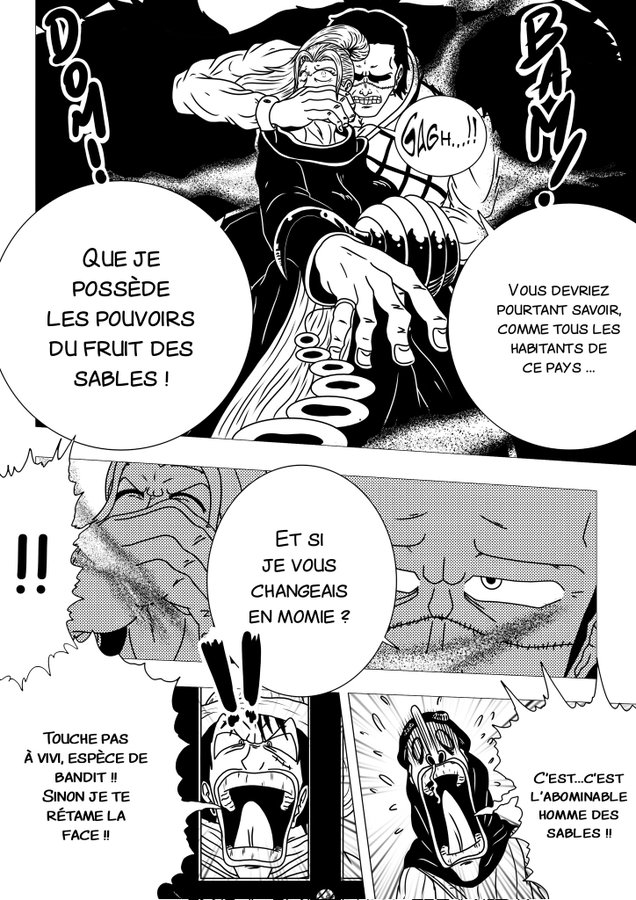 BAM!
DOM!
GAGH...!!
VOUS DEVRIEZ
POURTANT SAVOIR,
COMME TOUS LES
HABITANTS DE
CE PAYS ...
QUE JE
POSSÈDE
LES POUVOIRS
DU FRUIT DES
SABLES !
!!
ET SI
JE VOUS
CHANGEAIS
EN MOMIE ?
!!
TOUCHE PAS
À VIVI, ESPÈCE DE
BANDIT !!
SINON JE TE
RÉTAME LA
FACE !!
C'EST...C'EST
L'ABOMINABLE
HOMME DES
SABLES !!